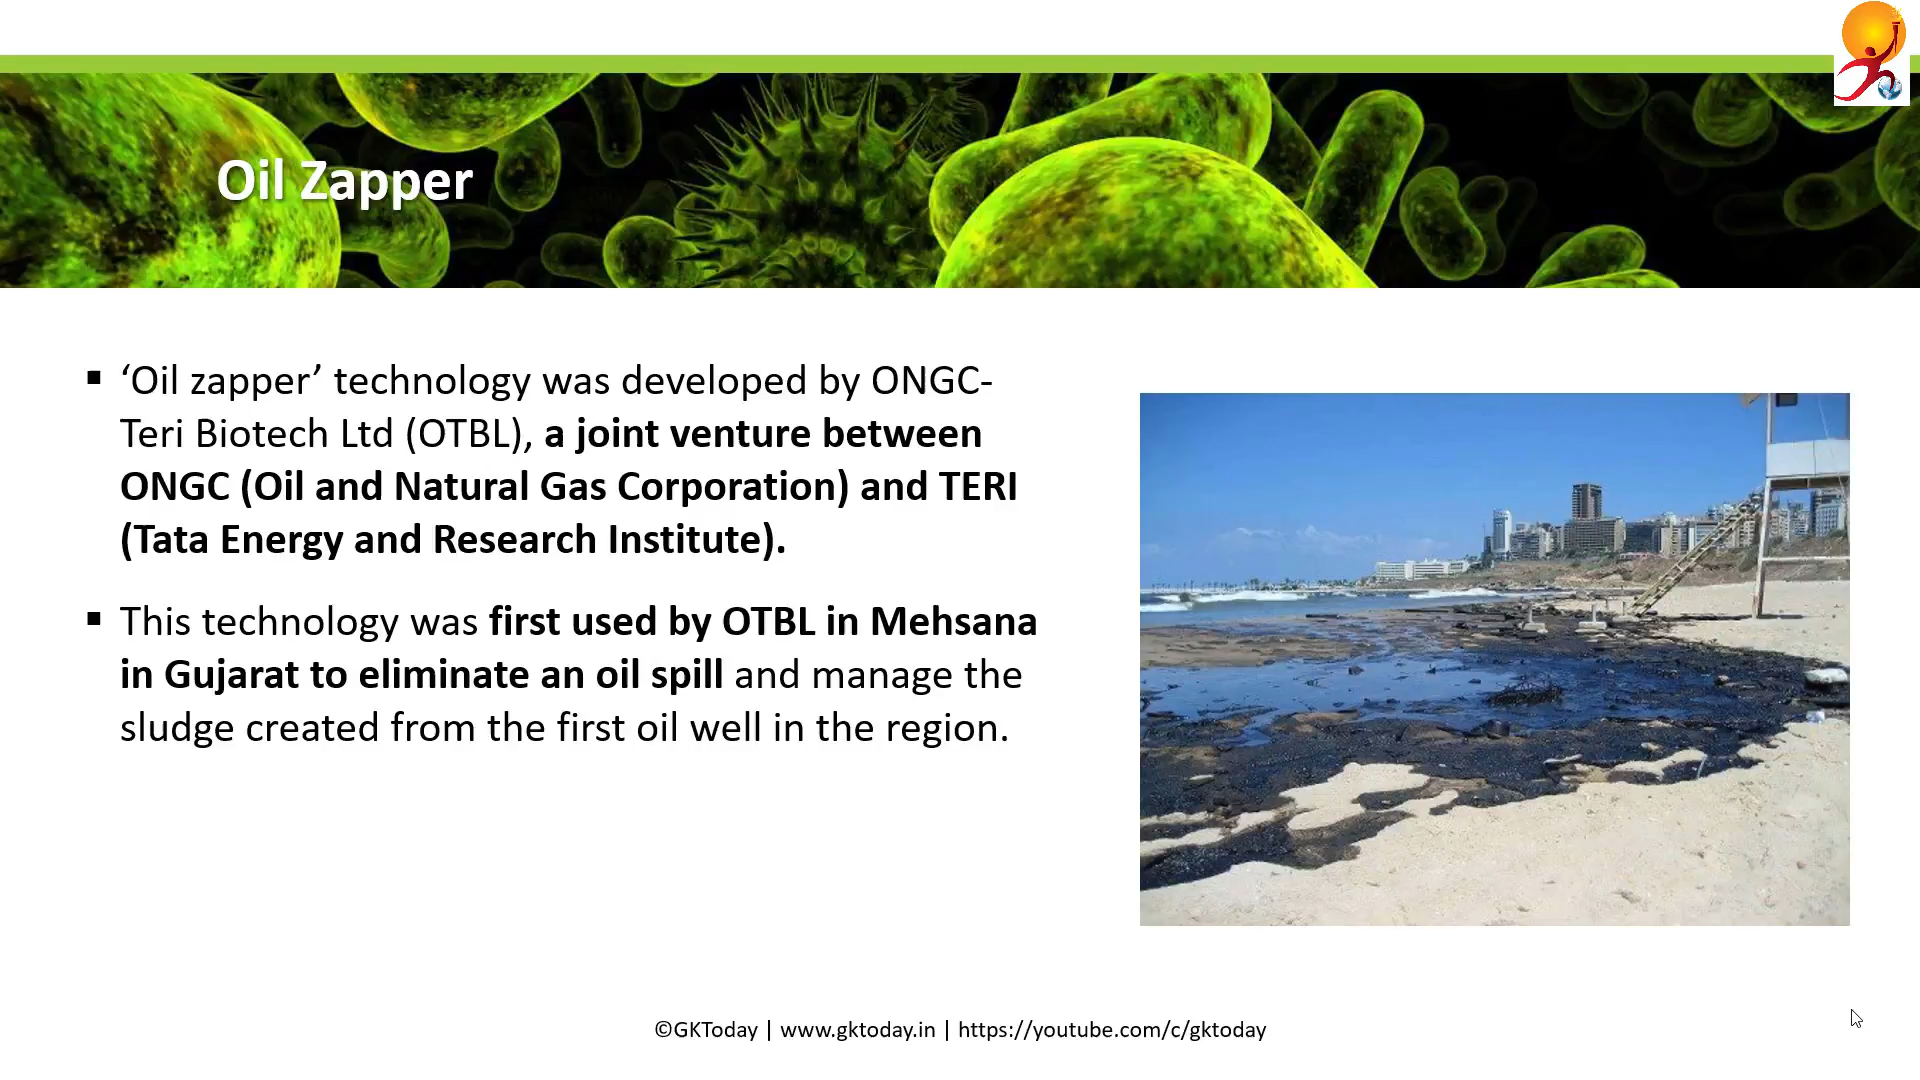 Oil Zapper
▪ ‘Oil zapper’ technology was developed by ONGC-
Teri Biotech Ltd (OTBL), a joint venture between
ONGC (Oil and Natural Gas Corporation) and TERI
(Tata Energy and Research Institute).
▪ This technology was first used by OTBL in Mehsana
in Gujarat to eliminate an oil spill and manage the
sludge created from the first oil well in the region.
©GKToday | www.gktoday.in | https://youtube.com/c/gktoday